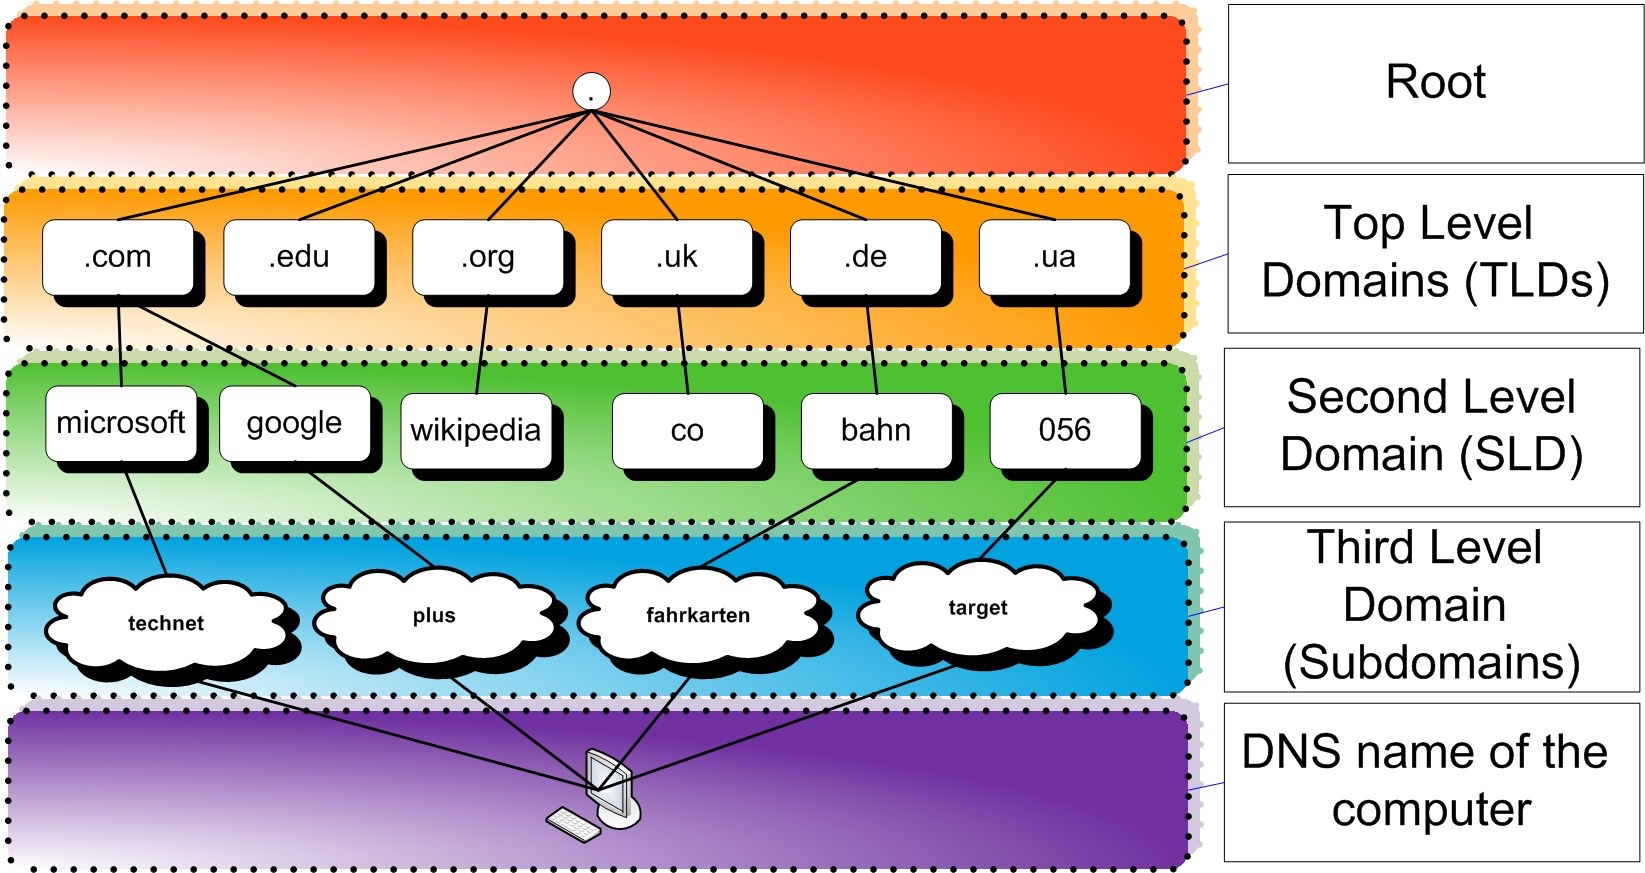 .
Root
.com
.edu
.org
.uk
.de
.ua
Top Level
Domains (TLDs)
microsoft
google
wikipedia
co
bahn
056
Second Level
Domain (SLD)
technet
plus
fahrkarten
target
Third Level
Domain
(Subdomains)
DNS name of the
computer